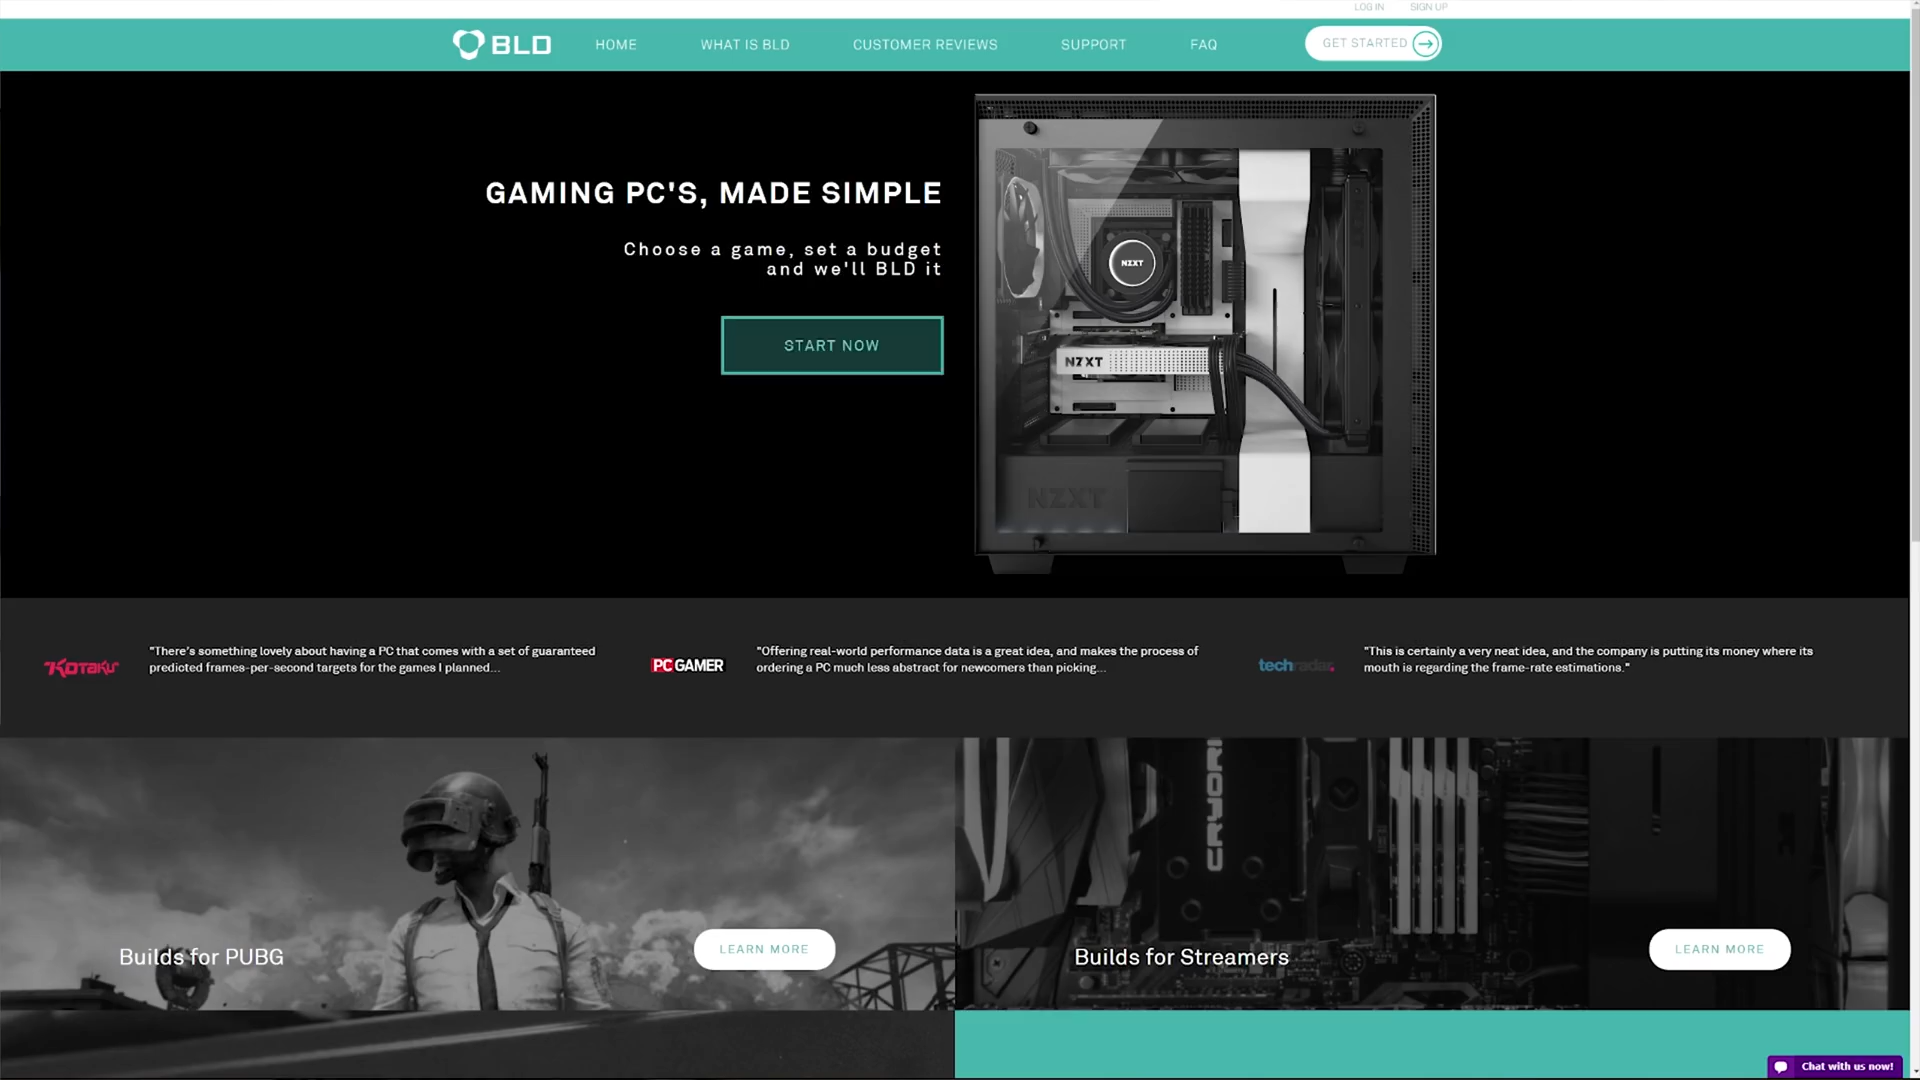 LOG IN SIGN UP
BLD HOME WHAT IS BLD CUSTOMER REVIEWS SUPPORT FAQ GET STARTED
GAMING PC'S, MADE SIMPLE
Choose a game, set a budget
and we'll BLD it
START NOW
NZXT
NZXT
NZXT
KOTAKU
"There's something lovely about having a PC that comes with a set of guaranteed
predicted frames-per-second targets for the games I planned...
PC GAMER
"Offering real-world performance data is a great idea, and makes the process of
ordering a PC much less abstract for newcomers than picking...
techradar.
"This is certainly a very neat idea, and the company is putting its money where its
mouth is regarding the frame-rate estimations."
Builds for PUBG
LEARN MORE
CRYORI
Builds for Streamers
LEARN MORE
Chat with us now!